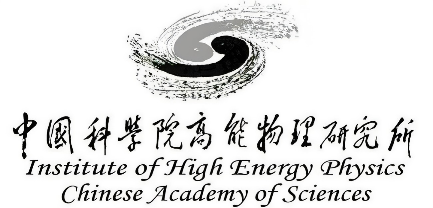 中国科學院高能物理研究所
Institute of High Energy Physics
Chinese Academy of Sciences